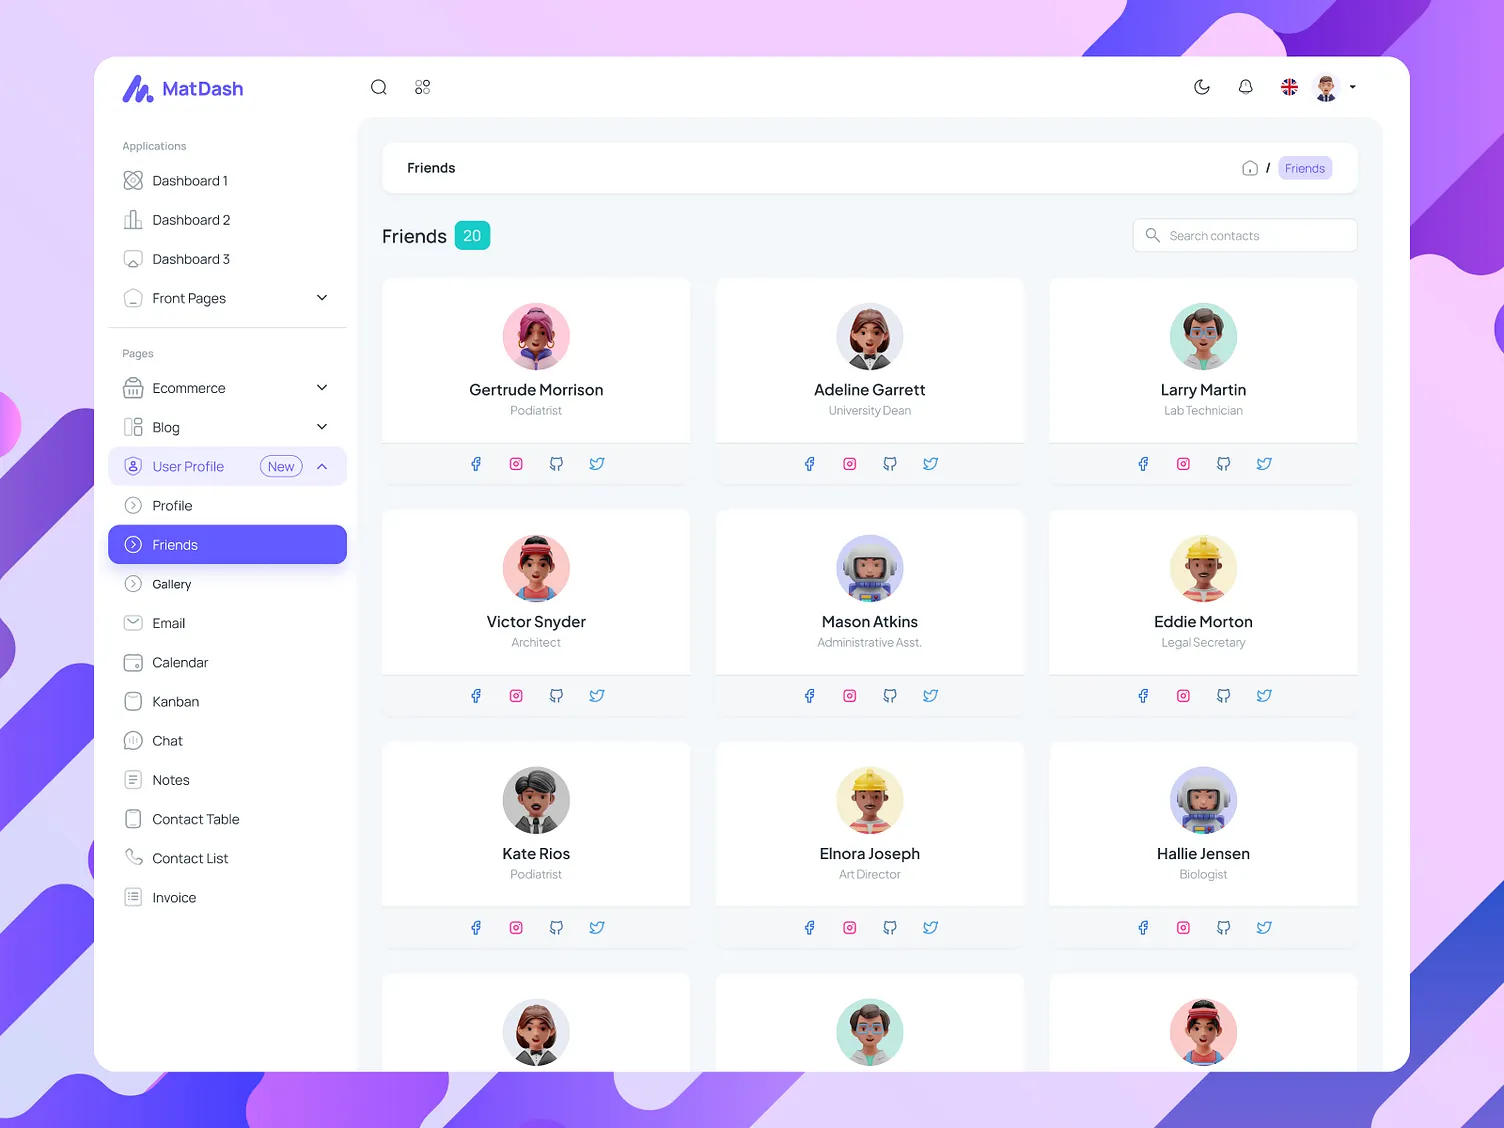 MatDash
Applications
Dashboard 1
Dashboard 2
Dashboard 3
Front Pages
Pages
Ecommerce
Blog
User Profile New
Profile
Friends
Gallery
Email
Calendar
Kanban
Chat
Notes
Contact Table
Contact List
Invoice
Friends
/ Friends
Friends 20
Search contacts
Gertrude Morrison
Podiatrist
Adeline Garrett
University Dean
Larry Martin
Lab Technician
Victor Snyder
Architect
Mason Atkins
Administrative Asst.
Eddie Morton
Legal Secretary
Kate Rios
Podiatrist
Elnora Joseph
Art Director
Hallie Jensen
Biologist